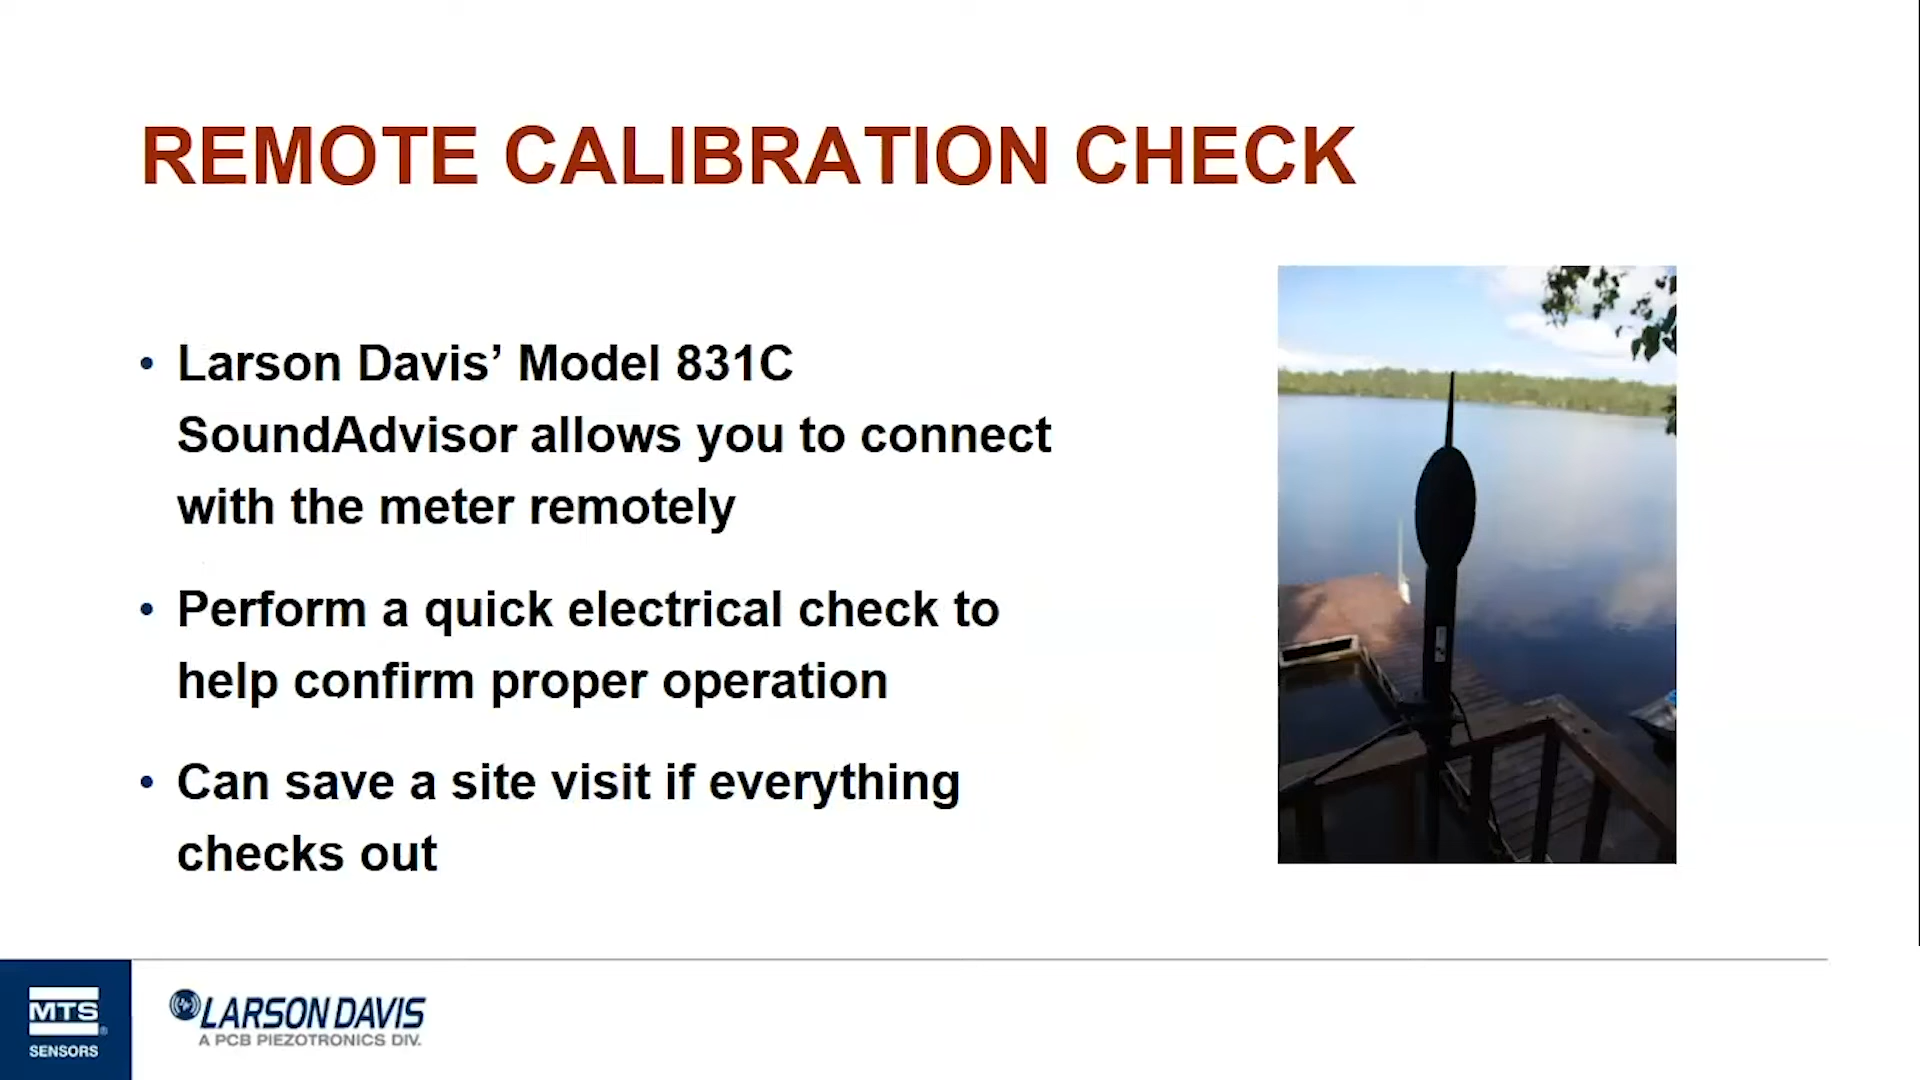 REMOTE CALIBRATION CHECK
• Larson Davis’ Model 831C
SoundAdvisor allows you to connect
with the meter remotely
• Perform a quick electrical check to
help confirm proper operation
• Can save a site visit if everything
checks out
MTS®
SENSORS
LARSON DAVIS
A PCB PIEZOTRONICS DIV.